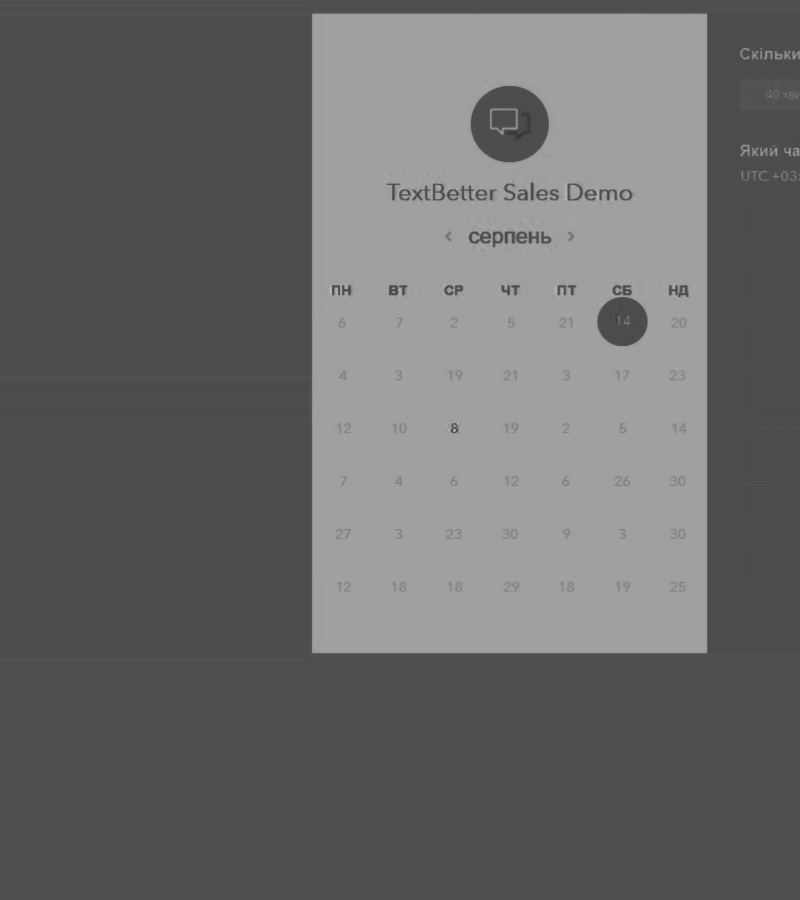 TextBetter Sales Demo
< серпень >
ПН ВТ СР ЧТ ПТ СБ НД
6 7 2 5 21 14 20
4 3 19 21 3 17 23
12 10 8 19 2 5 14
7 4 6 12 6 26 30
27 3 23 30 9 3 30
12 18 18 29 18 19 25
Скільки
40 хви
Який ча
UTC +03: